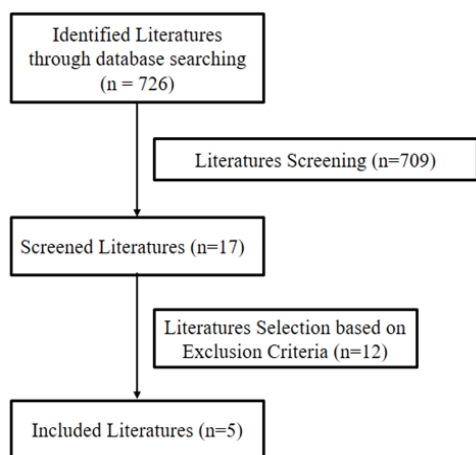 Identified Literatures
through database searching
(n = 726)
Literatures Screening (n=709)
Screened Literatures (n=17)
Literatures Selection based on
Exclusion Criteria (n=12)
Included Literatures (n=5)